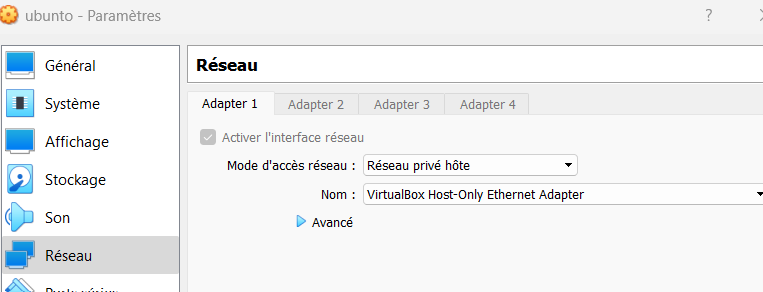 ubunto - Paramètres
?
Général
Système
Affichage
Stockage
Son
Réseau
Réseau
Adapter 1
Adapter 2
Adapter 3
Adapter 4
Activer l'interface réseau
Mode d'accès réseau : Réseau privé hôte
Nom : VirtualBox Host-Only Ethernet Adapter
Avancé